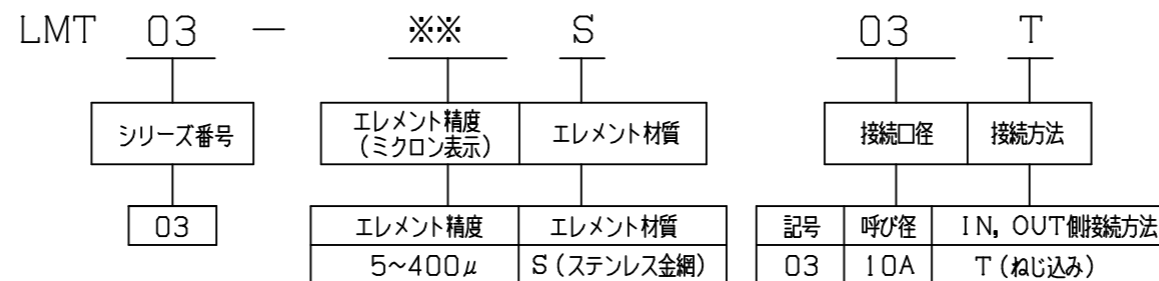 LMT 03 － ※※ S 03 T
シリーズ番号 エレメント精度 エレメント材質 接続口径 接続方法
(ミクロン表示)
03 エレメント精度 エレメント材質 記号 呼び径 IN, OUT側接続方法
5~400μ S(ステンレス金網) 03 10A T(ねじ込み)